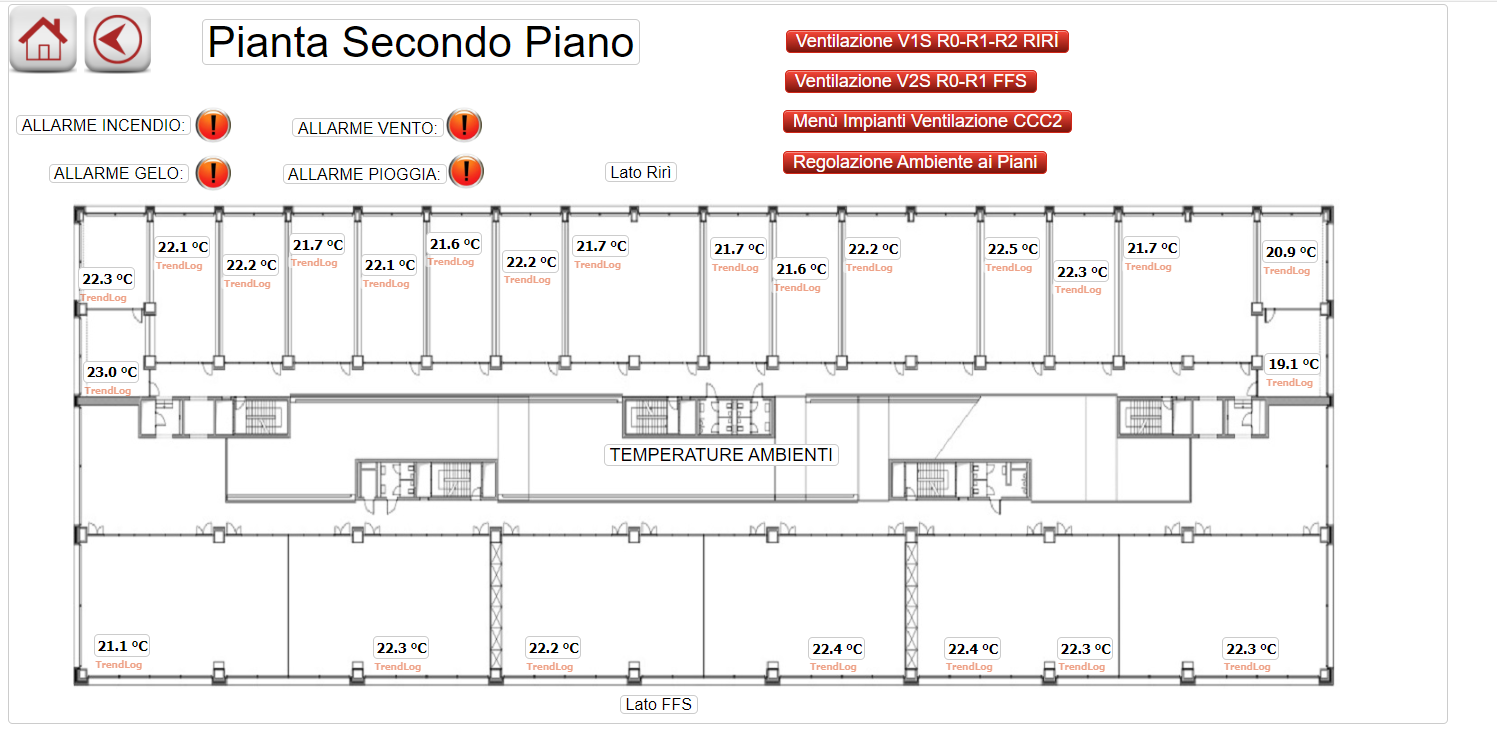 Pianta Secondo Piano
Ventilazione V1S R0-R1-R2 RIRÌ
Ventilazione V2S R0-R1 FFS
Menù Impianti Ventilazione CCC2
Regolazione Ambiente ai Piani
ALLARME INCENDIO: !
ALLARME VENTO: !
ALLARME GELO: !
ALLARME PIOGGIA: !
Lato Rirì
22.3 ºC
TrendLog
22.1 ºC
TrendLog
22.2 ºC
TrendLog
21.7 ºC
TrendLog
22.1 ºC
TrendLog
21.6 ºC
TrendLog
22.2 ºC
TrendLog
21.7 ºC
TrendLog
21.7 ºC
TrendLog
21.6 ºC
TrendLog
22.2 ºC
TrendLog
22.5 ºC
TrendLog
22.3 ºC
TrendLog
21.7 ºC
TrendLog
20.9 ºC
TrendLog
23.0 ºC
TrendLog
19.1 ºC
TrendLog
TEMPERATURE AMBIENTI
21.1 ºC
TrendLog
22.3 ºC
TrendLog
22.2 ºC
TrendLog
22.4 ºC
TrendLog
22.4 ºC
TrendLog
22.3 ºC
TrendLog
22.3 ºC
TrendLog
Lato FFS